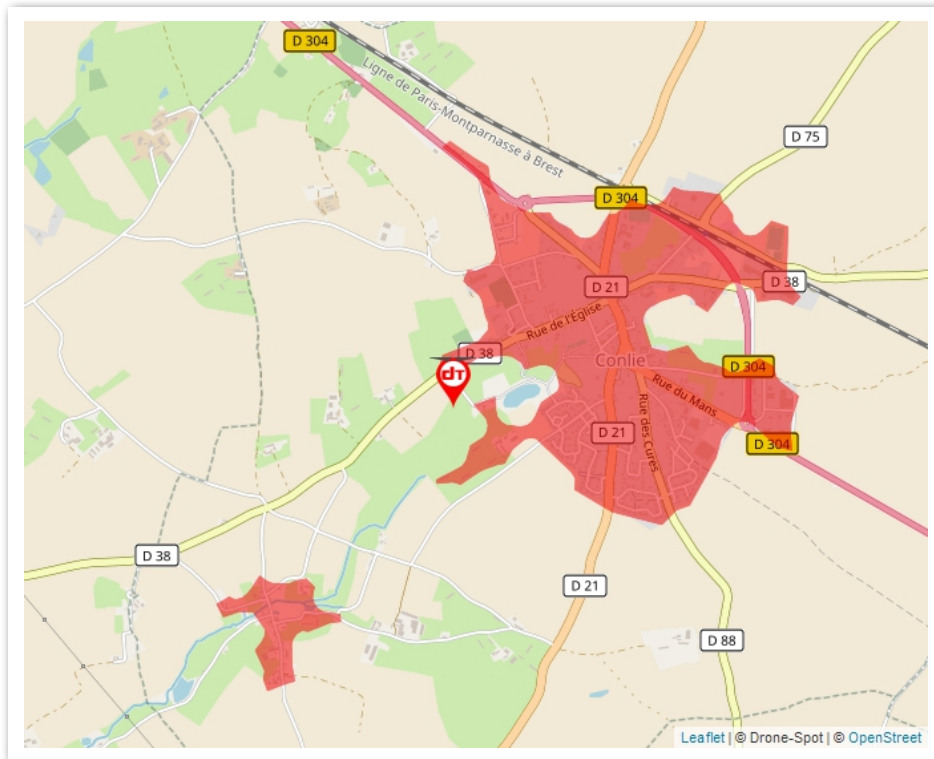 D 304
Ligne de Paris-Montparnasse à Brest
D 75
D 304
D 38
D 21
Rue de l'Église
D 38
dT
Conlie
D 304
Rue du Mans
D 21
Rue des Cures
D 304
D 38
D 21
D 88
Leaflet | © Drone-Spot | © OpenStreet